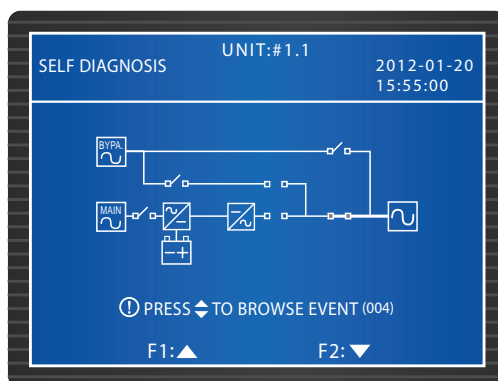 UNIT:#1.1
SELF DIAGNOSIS
2012-01-20
15:55:00
BYPA.
MAIN
! PRESS TO BROWSE EVENT (004)
F1:
F2: